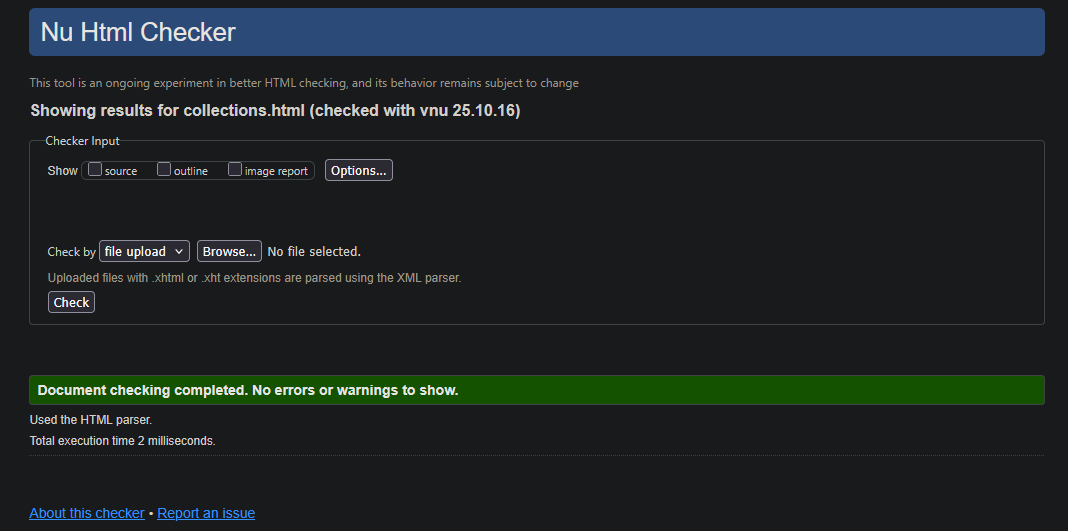 Nu Html Checker
This tool is an ongoing experiment in better HTML checking, and its behavior remains subject to change
Showing results for collections.html (checked with vnu 25.10.16)
Checker Input
Show source outline image report Options...
Check by file upload Browse... No file selected.
Uploaded files with .xhtml or .xht extensions are parsed using the XML parser.
Check
Document checking completed. No errors or warnings to show.
Used the HTML parser.
Total execution time 2 milliseconds.
About this checker • Report an issue